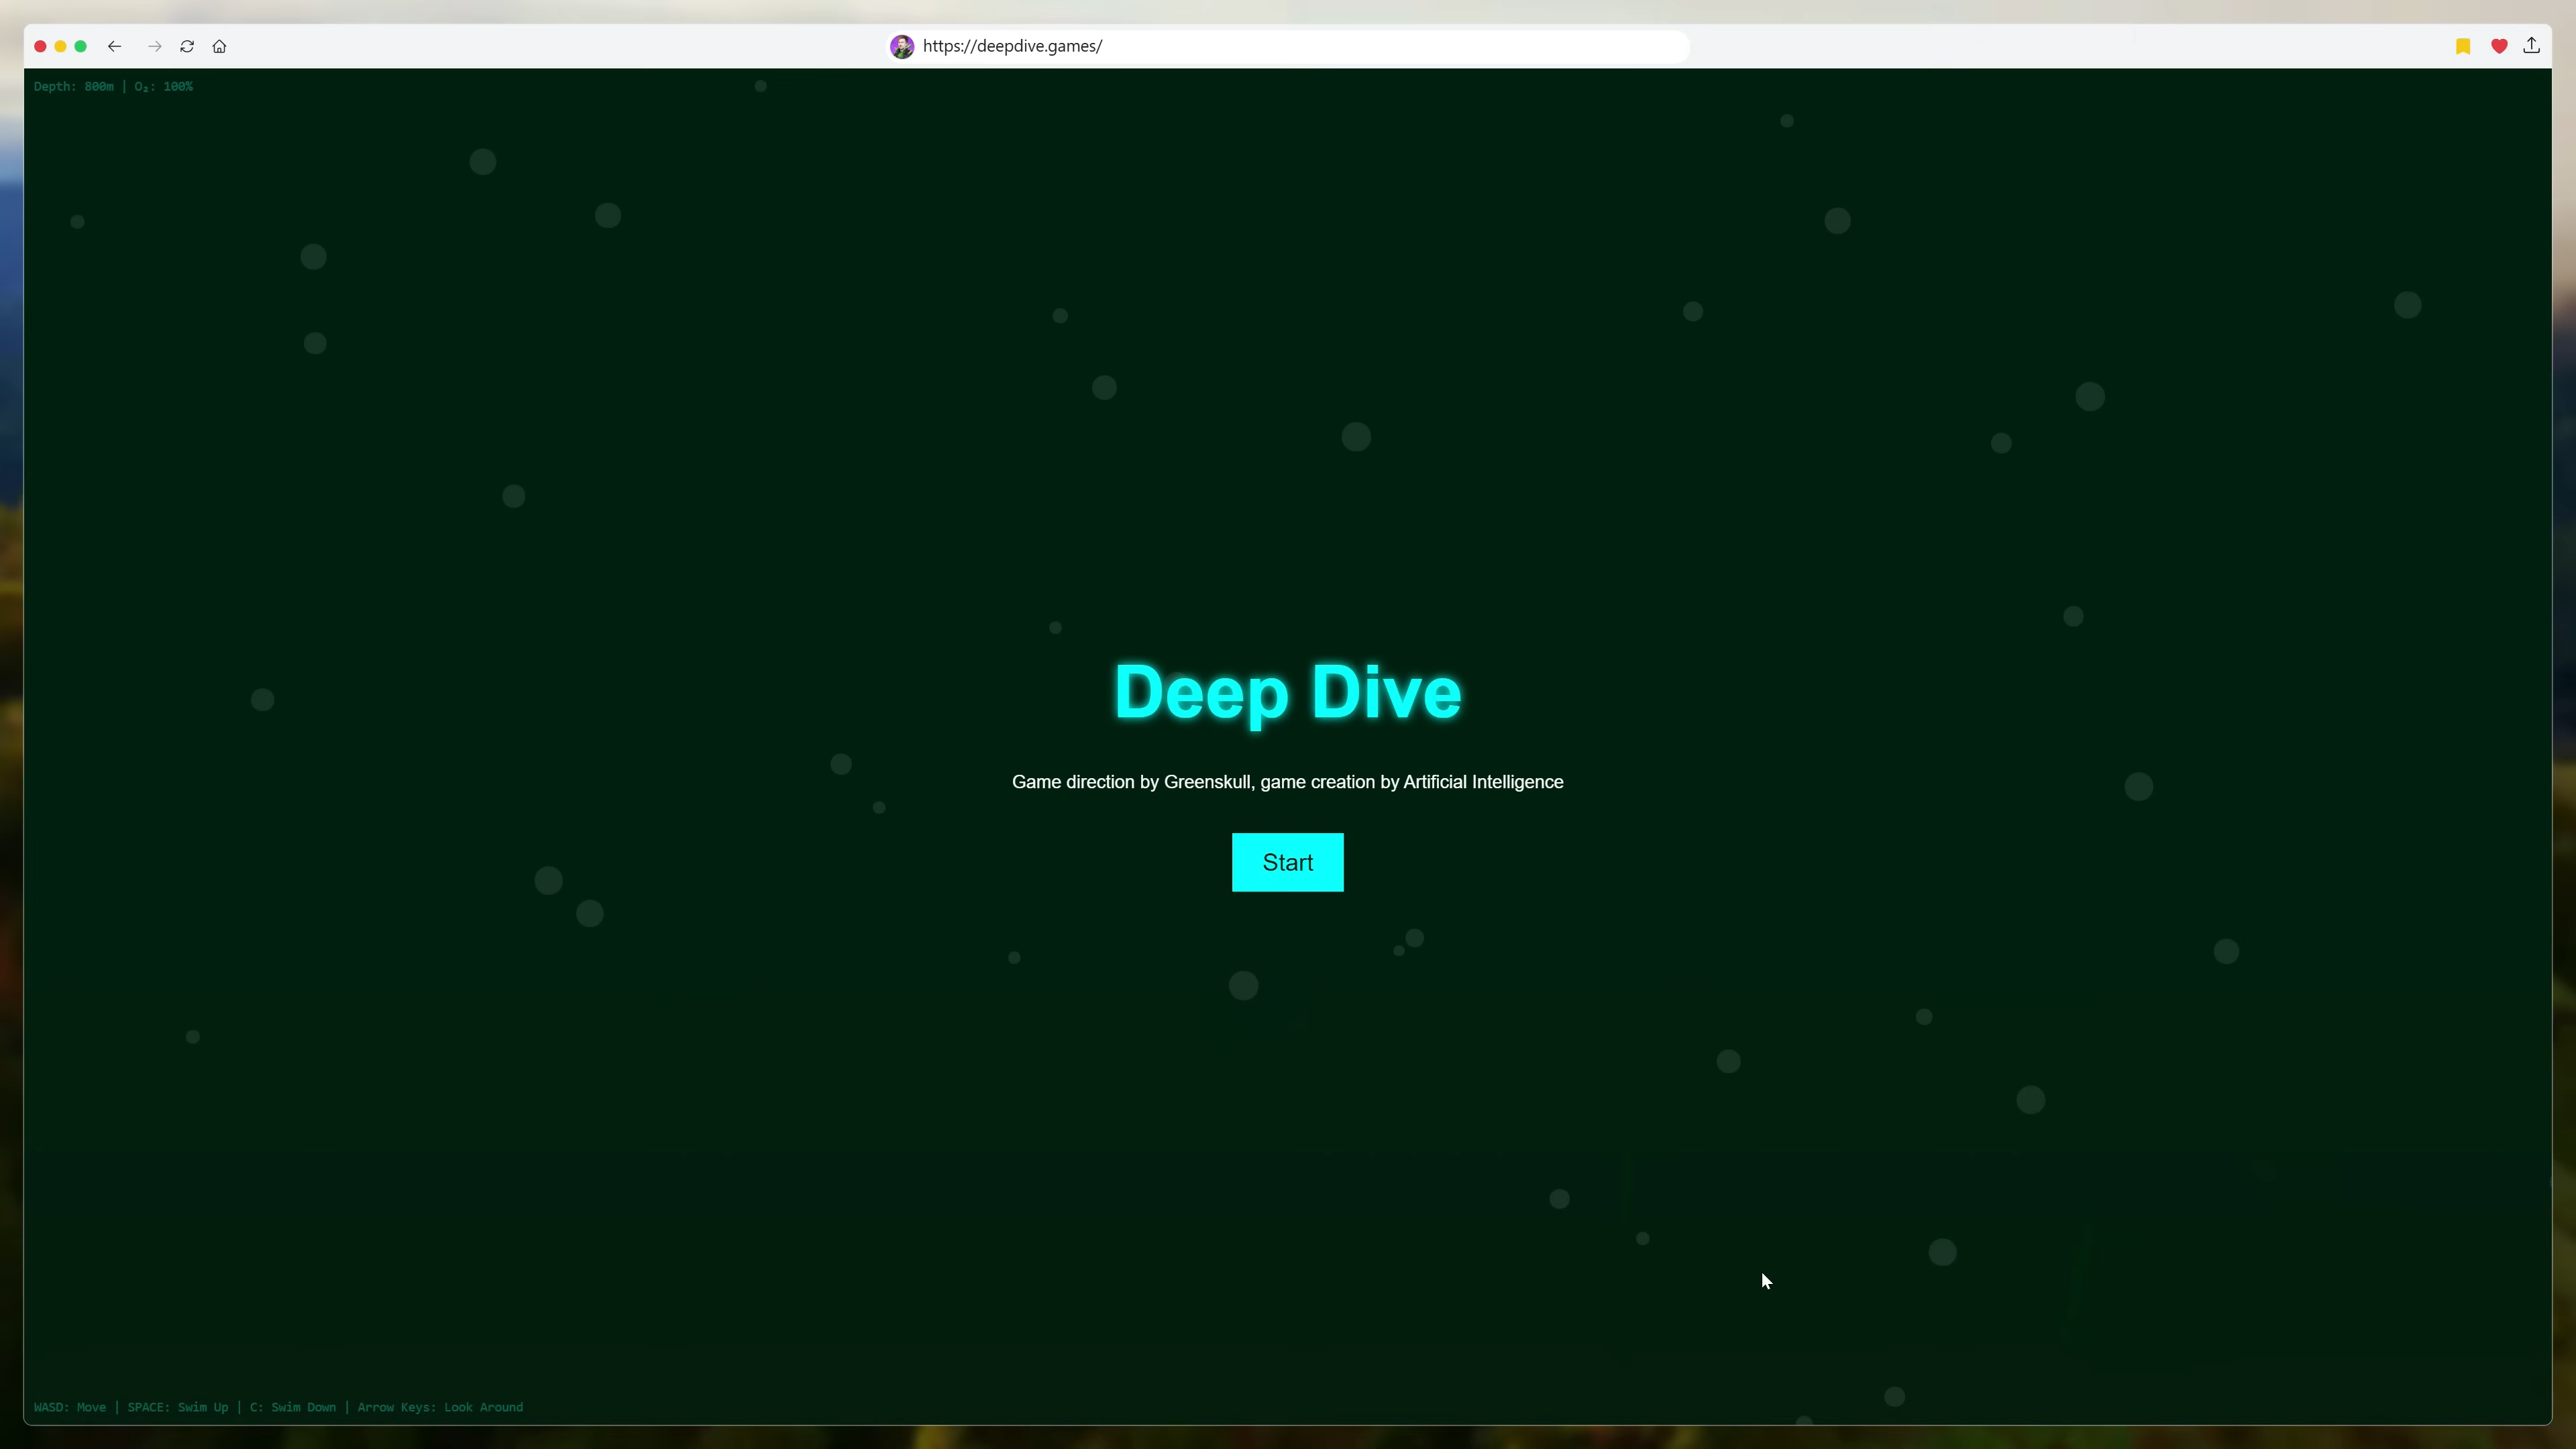 https://deepdive.games/
Depth: 800m | O₂: 100%
Deep Dive
Game direction by Greenskull, game creation by Artificial Intelligence
Start
WASD: Move | SPACE: Swim Up | C: Swim Down | Arrow Keys: Look Around